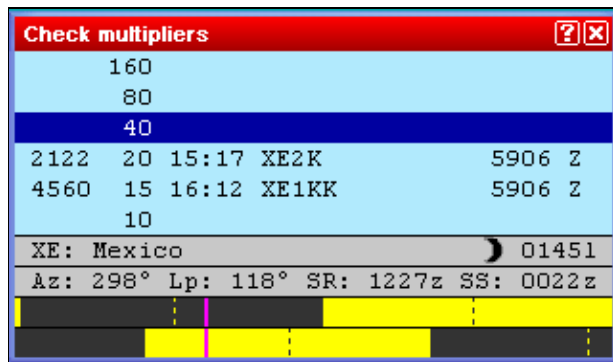 Check multipliers ? X
160
80
40
2122 20 15:17 XE2K 5906 Z
4560 15 16:12 XE1KK 5906 Z
10
XE: Mexico 0145l
Az: 298° Lp: 118° SR: 1227z SS: 0022z